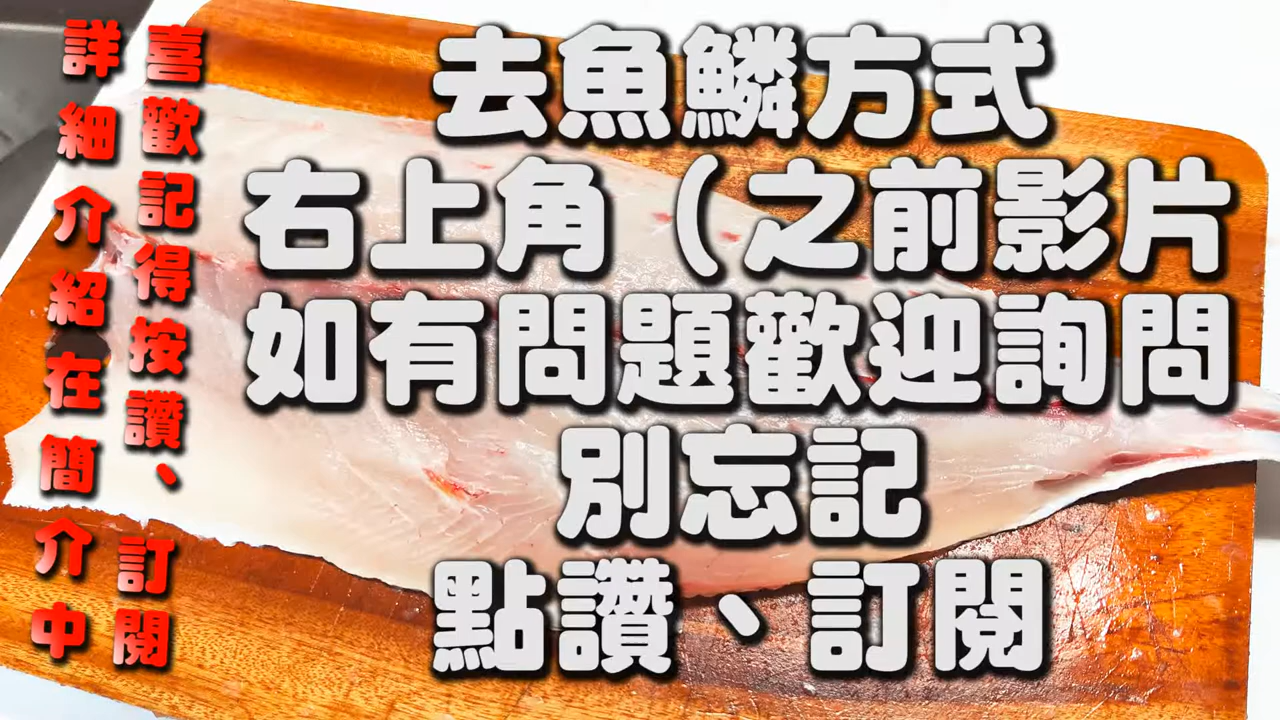 去魚鱗方式
右上角（之前影片
如有問題歡迎詢問
別忘記
點讚、訂閱
喜歡記得按讚、訂閱
詳細介紹在簡介中